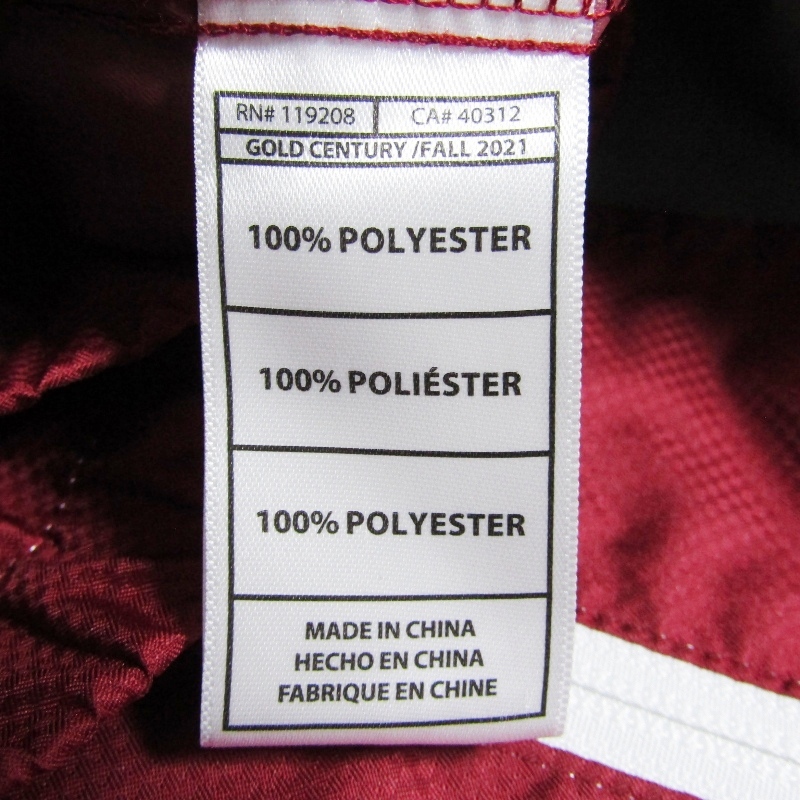 RN# 119208 CA# 40312
GOLD CENTURY /FALL 2021
100% POLYESTER
100% POLIÉSTER
100% POLYESTER
MADE IN CHINA
HECHO EN CHINA
FABRIQUE EN CHINE